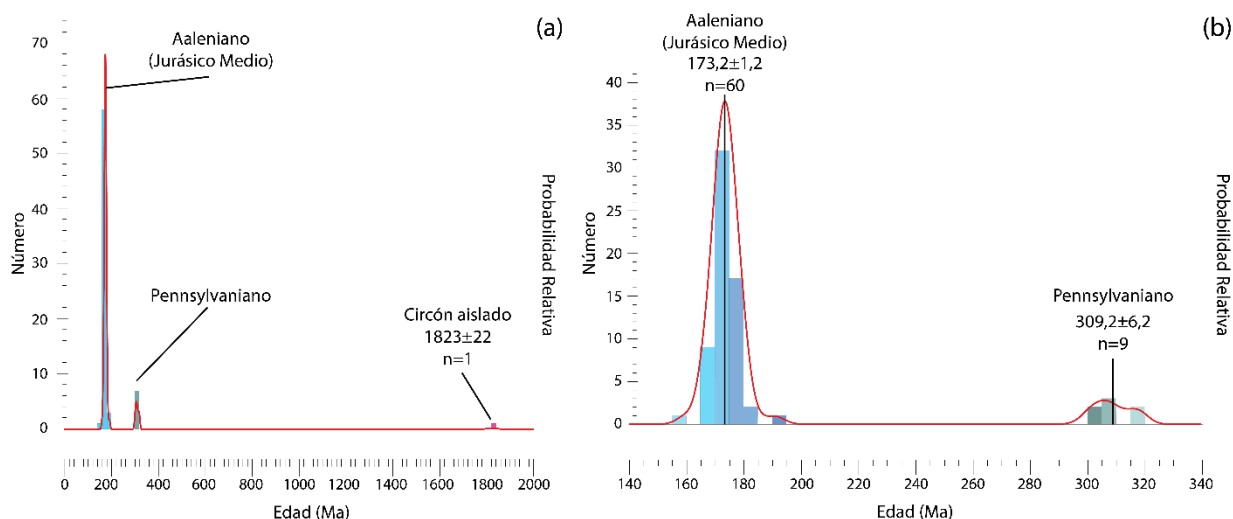 (a)
Aaleniano
(Jurásico Medio)
Pennsylvaniano
Circón aislado
1823±22
n=1
Número
70
60
50
40
30
20
10
0
Probabilidad Relativa
0 200 400 600 800 1000 1200 1400 1600 1800 2000
Edad (Ma)
(b)
Aaleniano
(Jurásico Medio)
173,2±1,2
n=60
Pennsylvaniano
309,2±6,2
n=9
Número
40
35
30
25
20
15
10
5
0
Probabilidad Relativa
140 160 180 200 220 240 260 280 300 320 340
Edad (Ma)